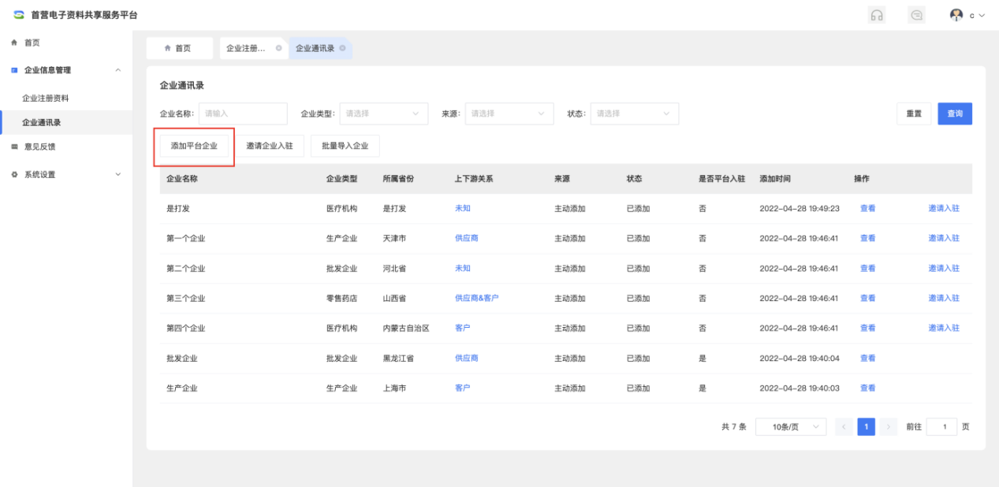 首营电子资料共享服务平台
c
首页
企业信息管理
企业注册资料
企业通讯录
意见反馈
系统设置
首页 企业注册... 企业通讯录
企业通讯录
企业名称: 请输入 企业类型: 请选择 来源: 请选择 状态: 请选择 重置 查询
添加平台企业 邀请企业入驻 批量导入企业
企业名称 企业类型 所属省份 上下游关系 来源 状态 是否平台入驻 添加时间 操作
是打发 医疗机构 是打发 未知 主动添加 已添加 否 2022-04-28 19:49:23 查看 邀请入驻
第一个企业 生产企业 天津市 供应商 主动添加 已添加 否 2022-04-28 19:46:41 查看 邀请入驻
第二个企业 批发企业 河北省 未知 主动添加 已添加 否 2022-04-28 19:46:41 查看 邀请入驻
第三个企业 零售药店 山西省 供应商&客户 主动添加 已添加 否 2022-04-28 19:46:41 查看 邀请入驻
第四个企业 医疗机构 内蒙古自治区 客户 主动添加 已添加 否 2022-04-28 19:46:41 查看 邀请入驻
批发企业 批发企业 黑龙江省 供应商 主动添加 已添加 是 2022-04-28 19:40:04 查看
生产企业 生产企业 上海市 客户 主动添加 已添加 是 2022-04-28 19:40:03 查看
共 7 条 10条/页 1 前往 1 页